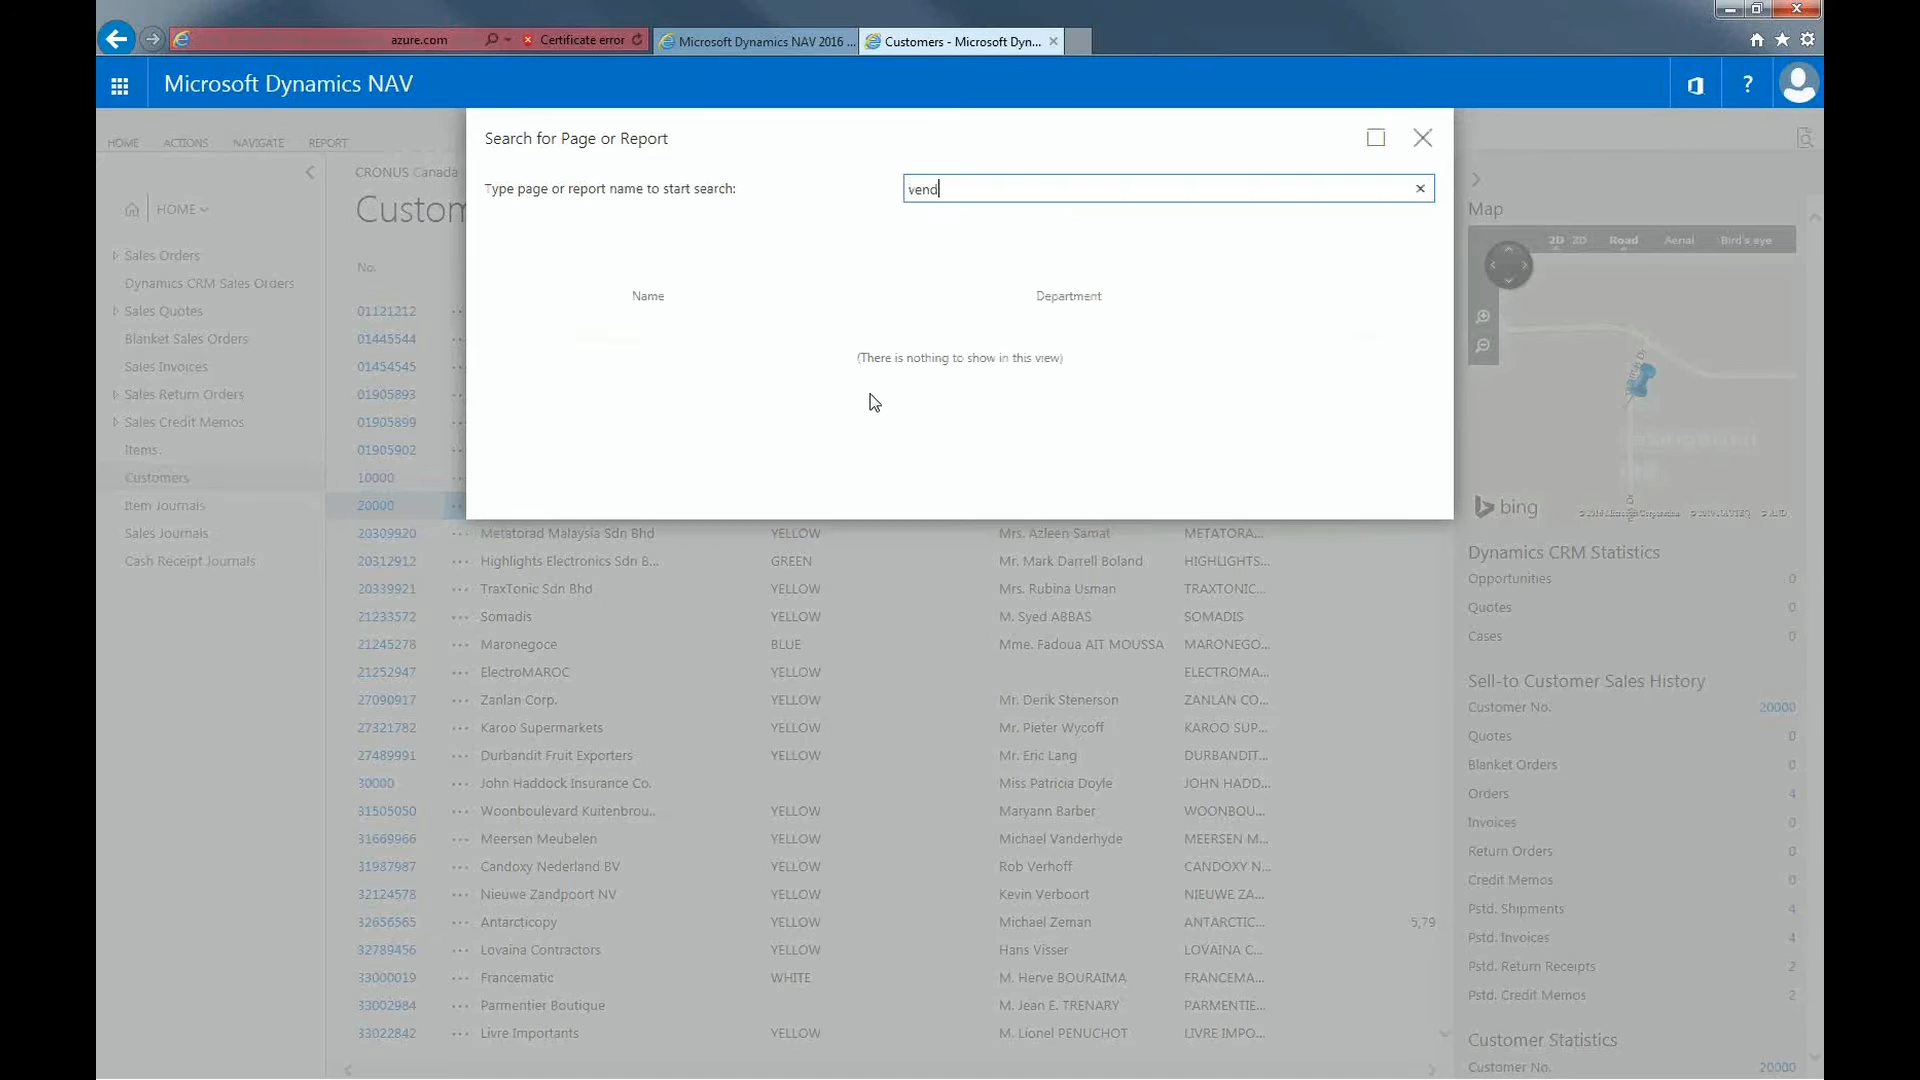 azure.com
Certificate error
Microsoft Dynamics NAV 2016 ...
Customers - Microsoft Dyn...
Microsoft Dynamics NAV
?
HOME ACTIONS NAVIGATE REPORT
Search for Page or Report
Type page or report name to start search:
vend
Name Department
(There is nothing to show in this view)
HOME
Sales Orders
Dynamics CRM Sales Orders
Sales Quotes
Blanket Sales Orders
Sales Invoices
Sales Return Orders
Sales Credit Memos
Items
Customers
Item Journals
Sales Journals
Cash Receipt Journals
CRONUS Canada
Custom
No.
01121212
01445544
01454545
01905893
01905899
01905902
10000
20000
20309920 ... Metatorad Malaysia Sdn Bhd YELLOW Mrs. Azleen Samat METATORA...
20312912 ... Highlights Electronics Sdn B... GREEN Mr. Mark Darrell Boland HIGHLIGHTS...
20339921 ... TraxTonic Sdn Bhd YELLOW Mrs. Rubina Usman TRAXTONIC...
21233572 ... Somadis YELLOW M. Syed ABBAS SOMADIS
21245278 ... Maronegoce BLUE Mme. Fadoua AIT MOUSSA MARONEGO...
21252947 ... ElectroMAROC YELLOW ELECTROMA...
27090917 ... Zanlan Corp. YELLOW Mr. Derik Stenerson ZANLAN CO...
27321782 ... Karoo Supermarkets YELLOW Mr. Pieter Wycoff KAROO SUP...
27489991 ... Durbandit Fruit Exporters YELLOW Mr. Eric Lang DURBANDIT...
30000 ... John Haddock Insurance Co. Miss Patricia Doyle JOHN HADD...
31505050 ... Woonboulevard Kuitenbrou... YELLOW Maryann Barber WOONBOU...
31669966 ... Meersen Meubelen YELLOW Michael Vanderhyde MEERSEN M...
31987987 ... Candoxy Nederland BV YELLOW Rob Verhoff CANDOXY N...
32124578 ... Nieuwe Zandpoort NV YELLOW Kevin Verboort NIEUWE ZA...
32656565 ... Antarcticopy YELLOW Michael Zeman ANTARCTIC... 5,79
32789456 ... Lovaina Contractors YELLOW Hans Visser LOVAINA C...
33000019 ... Francematic WHITE M. Herve BOURAIMA FRANCEMA...
33002984 ... Parmentier Boutique M. Jean E. TRENARY PARMENTIE...
33022842 ... Livre Importants YELLOW M. Lionel PENUCHOT LIVRE IMPO...
Map
2D 3D Road Aerial Bird's eye
bing
Dynamics CRM Statistics
Opportunities 0
Quotes 0
Cases 0
Sell-to Customer Sales History
Customer No. 20000
Quotes 0
Blanket Orders 0
Orders 4
Invoices 0
Return Orders 0
Credit Memos 0
Pstd. Shipments 4
Pstd. Invoices 4
Pstd. Return Receipts 2
Pstd. Credit Memos 2
Customer Statistics
Customer No. 20000